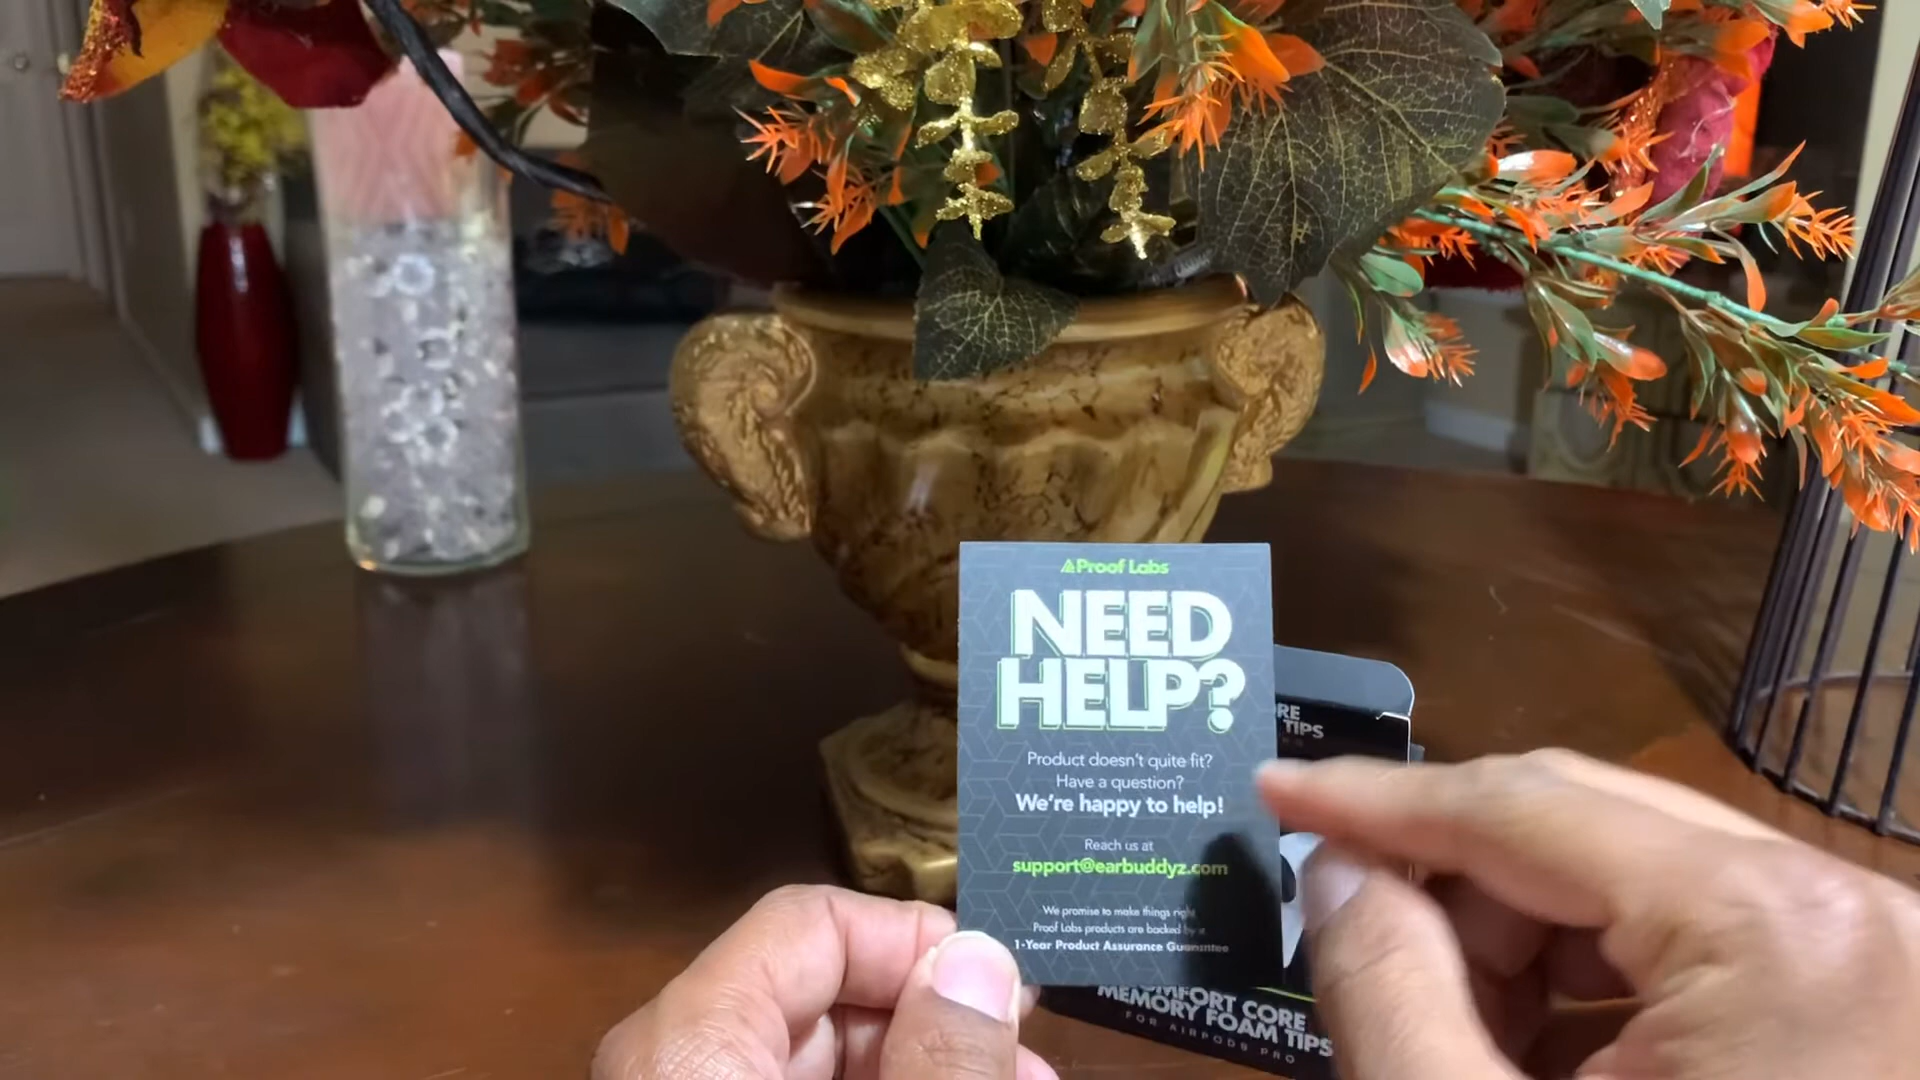 Proof Labs
NEED
HELP?
Product doesn't quite fit?
Have a question?
We're happy to help!
Reach us at
support@earbuddyz.com
We promise to make things right
Proof Labs products are backed by a
1-Year Product Assurance Guarantee
TIPS
COMFORT CORE
MEMORY FOAM TIPS
FOR AIRPODS PRO